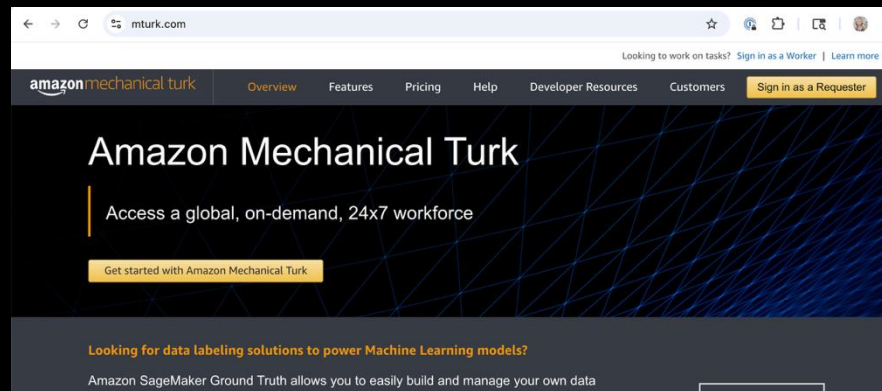 mturk.com
Looking to work on tasks? Sign in as a Worker | Learn more
amazon mechanical turk Overview Features Pricing Help Developer Resources Customers Sign in as a Requester
Amazon Mechanical Turk
Access a global, on-demand, 24x7 workforce
Get started with Amazon Mechanical Turk
Looking for data labeling solutions to power Machine Learning models?
Amazon SageMaker Ground Truth allows you to easily build and manage your own data